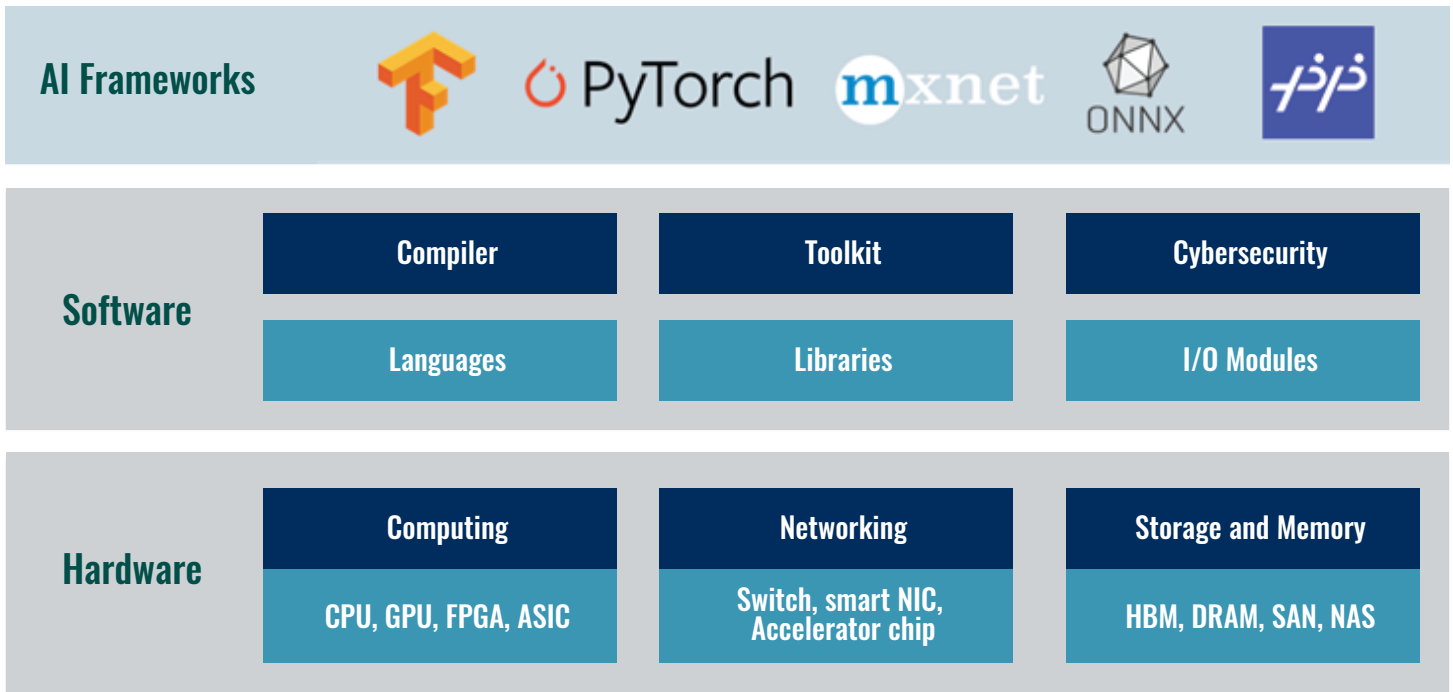 AI Frameworks
PyTorch
mxnet
ONNX
Software
Compiler
Toolkit
Cybersecurity
Languages
Libraries
I/O Modules
Hardware
Computing
Networking
Storage and Memory
CPU, GPU, FPGA, ASIC
Switch, smart NIC,
Accelerator chip
HBM, DRAM, SAN, NAS